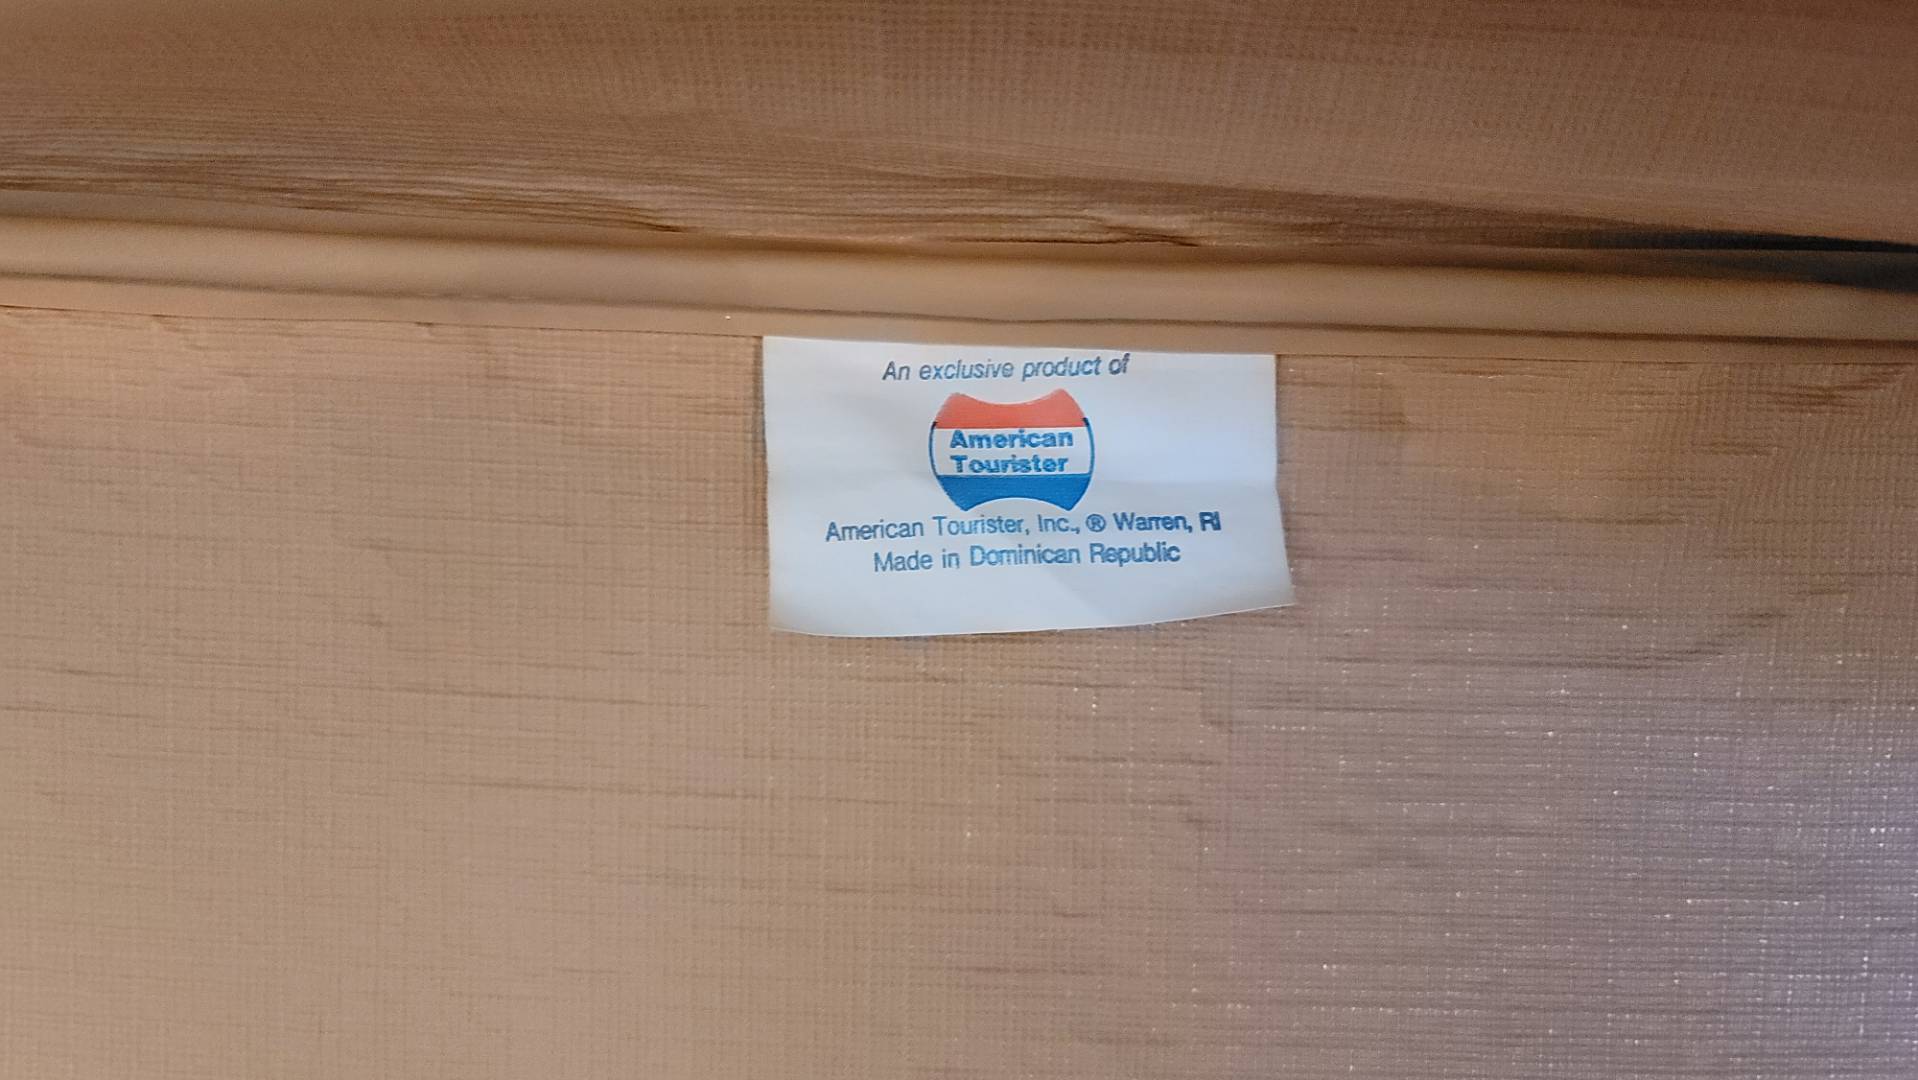 An exclusive product of
American
Tourister
American Tourister, Inc., ® Warren, RI
Made in Dominican Republic